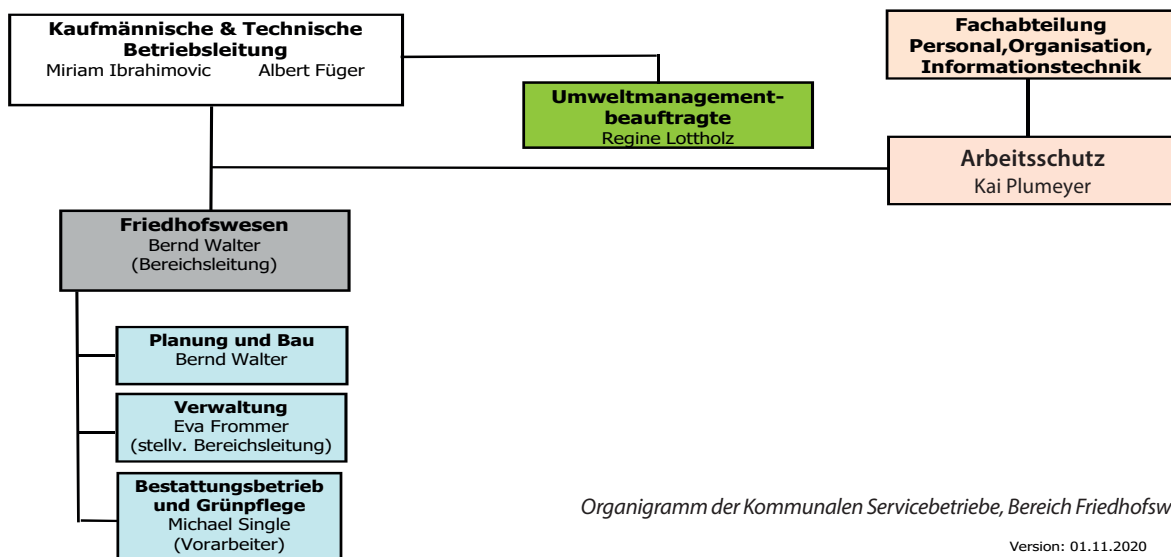 Kaufmännische & Technische
Betriebsleitung
Miriam Ibrahimovic Albert Füger
Fachabteilung
Personal,Organisation,
Informationstechnik
Umweltmanagement-
beauftragte
Regine Lottholz
Arbeitsschutz
Kai Plumeyer
Friedhofswesen
Bernd Walter
(Bereichsleitung)
Planung und Bau
Bernd Walter
Verwaltung
Eva Frommer
(stellv. Bereichsleitung)
Bestattungsbetrieb
und Grünpflege
Michael Single
(Vorarbeiter)
Organigramm der Kommunalen Servicebetriebe, Bereich Friedhofsw
Version: 01.11.2020